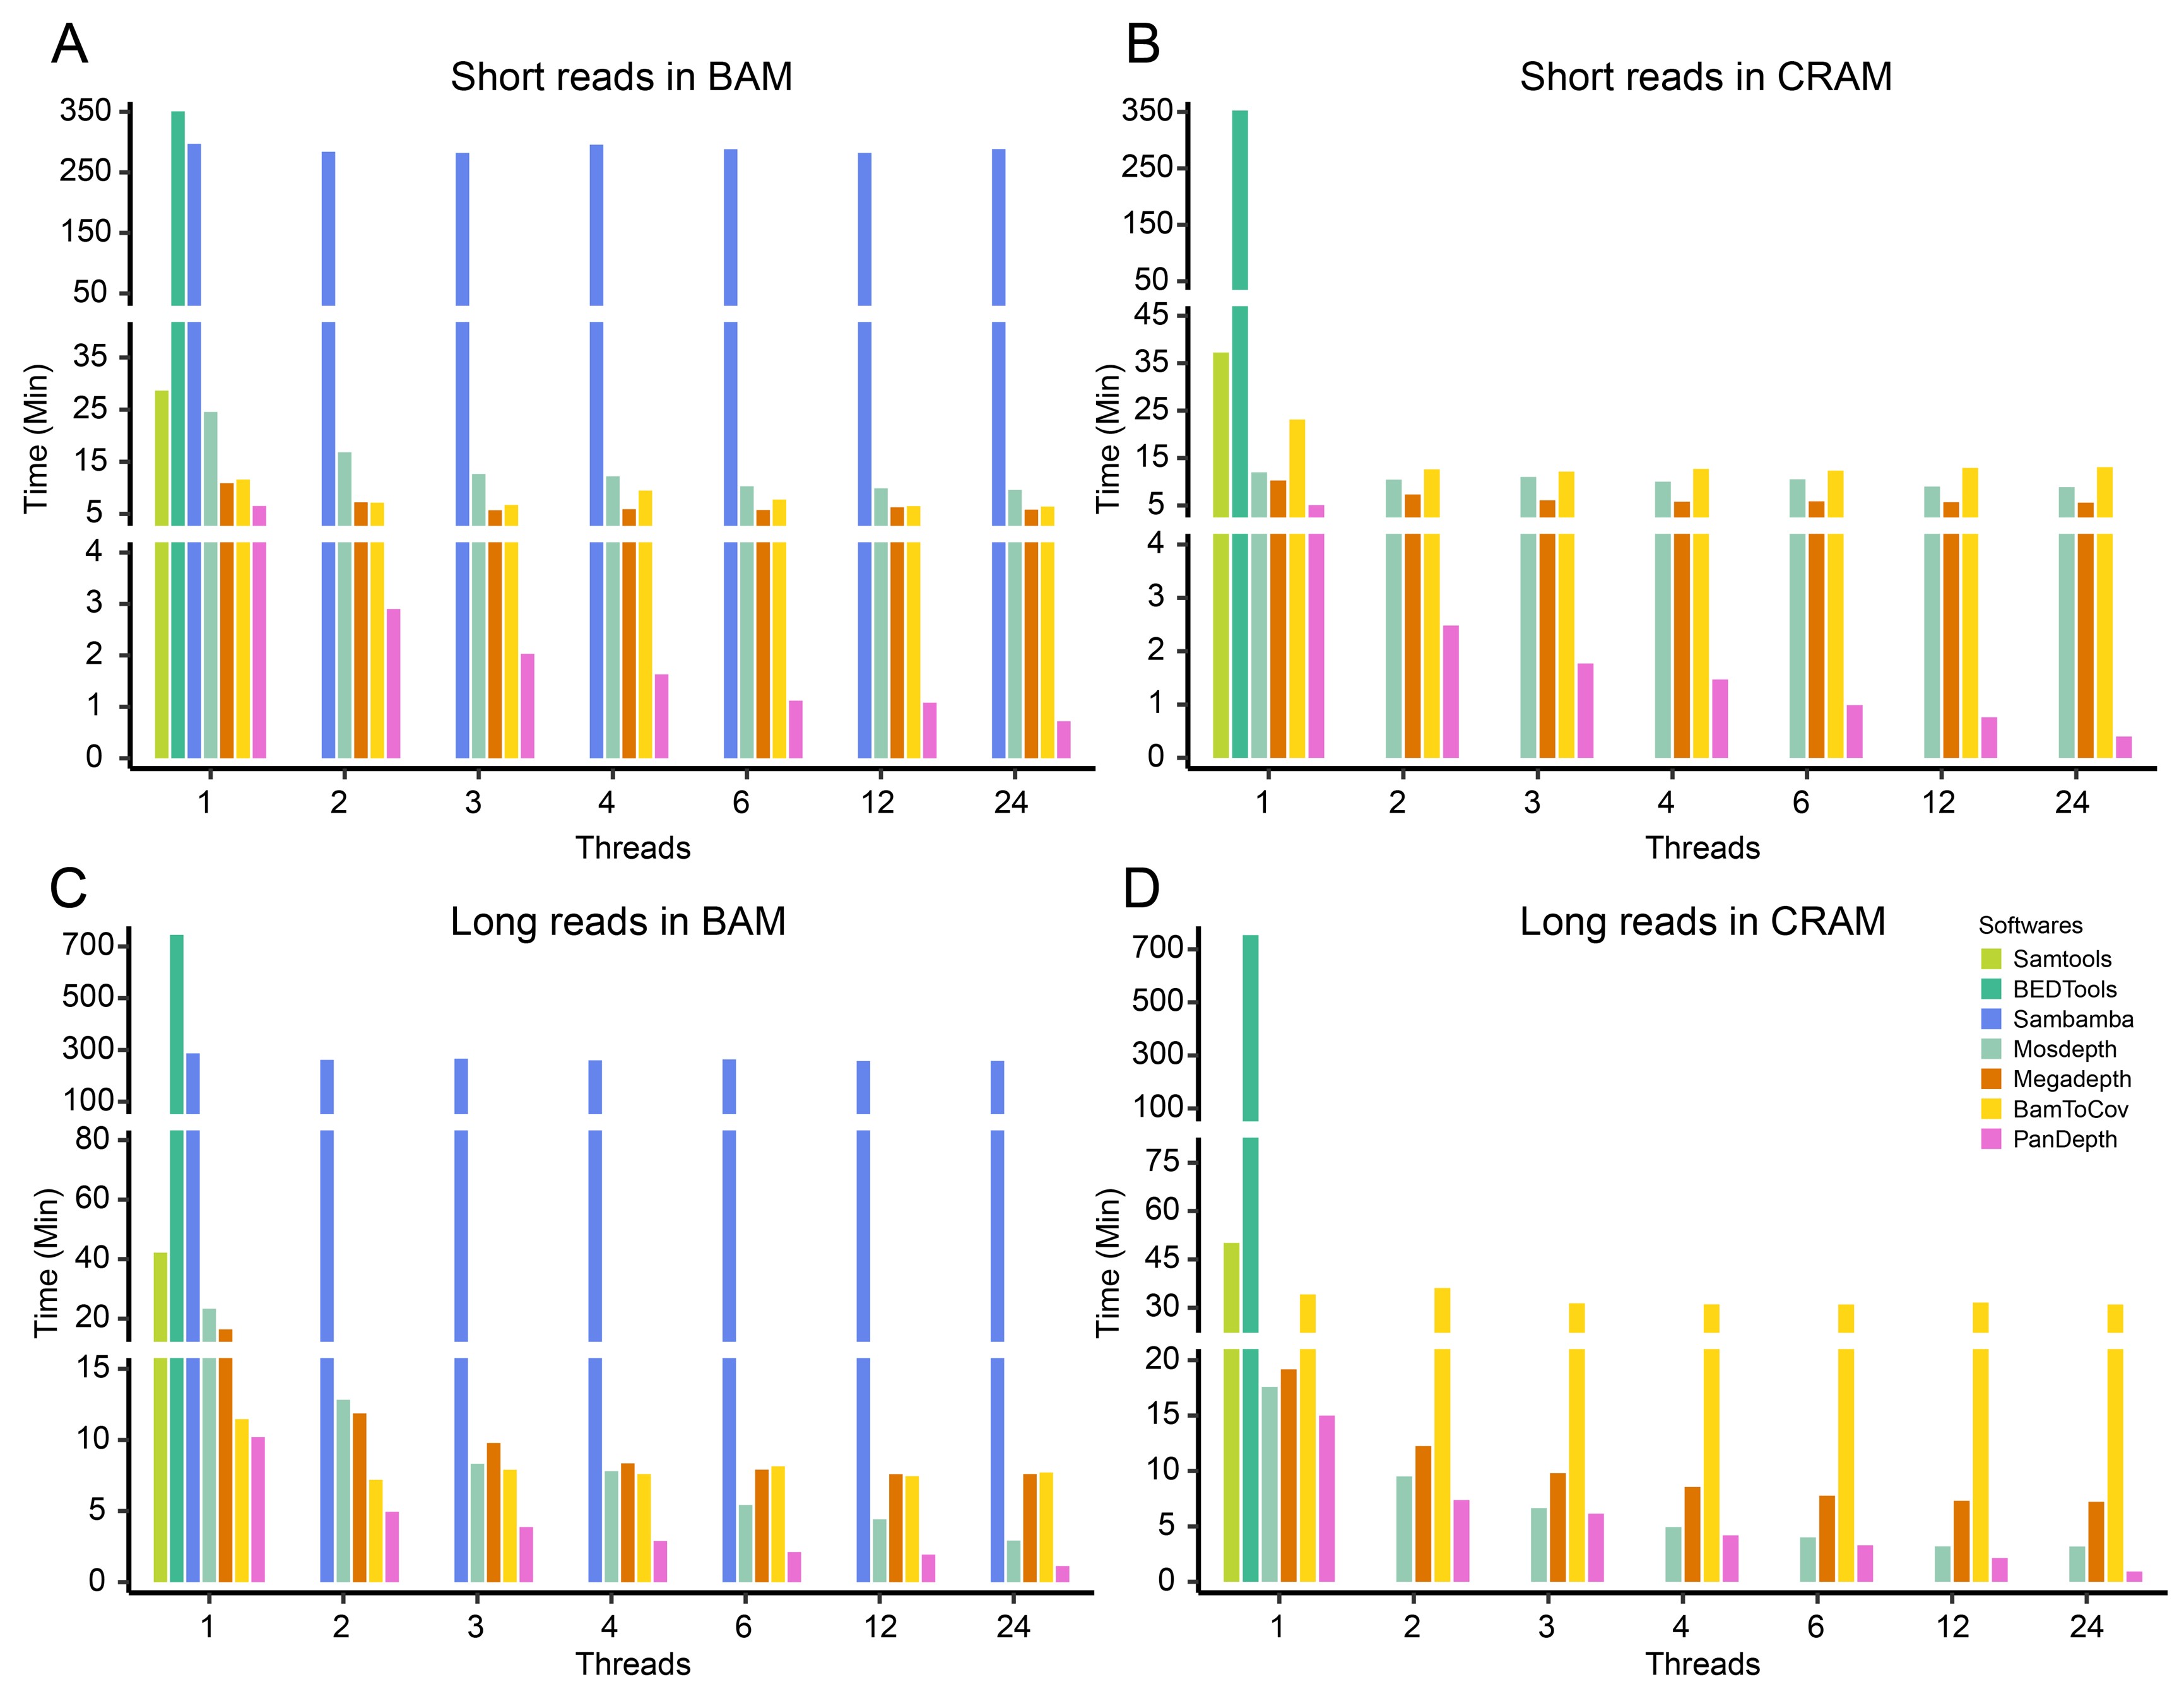 A
Short reads in BAM
350
250
150
50
35
25
15
5
4
3
2
1
0
Time (Min)
1 2 3 4 6 12 24
Threads
B
Short reads in CRAM
350
250
150
50
45
35
25
15
5
4
3
2
1
0
Time (Min)
1 2 3 4 6 12 24
Threads
C
Long reads in BAM
700
500
300
100
80
60
40
20
15
10
5
0
Time (Min)
1 2 3 4 6 12 24
Threads
D
Long reads in CRAM
700
500
300
100
75
60
45
30
20
15
10
5
0
Time (Min)
1 2 3 4 6 12 24
Threads
Softwares
Samtools
BEDTools
Sambamba
Mosdepth
Megadepth
BamToCov
PanDepth